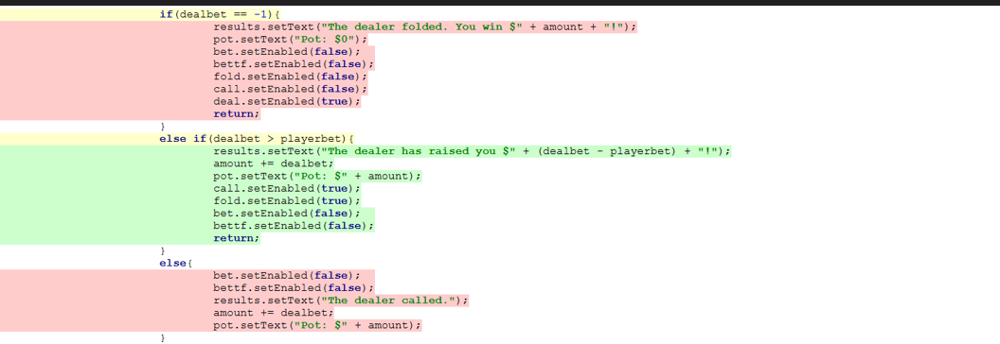 if(dealbet == -1){
results.setText("The dealer folded. You win $" + amount + "!");
pot.setText("Pot: $0");
bet.setEnabled(false);
bettf.setEnabled(false);
fold.setEnabled(false);
call.setEnabled(false);
deal.setEnabled(true);
return;
}
else if(dealbet > playerbet){
results.setText("The dealer has raised you $" + (dealbet - playerbet) + "!");
amount += dealbet;
pot.setText("Pot: $" + amount);
call.setEnabled(true);
fold.setEnabled(true);
bet.setEnabled(false);
bettf.setEnabled(false);
return;
}
else{
bet.setEnabled(false);
bettf.setEnabled(false);
results.setText("The dealer called.");
amount += dealbet;
pot.setText("Pot: $" + amount);
}